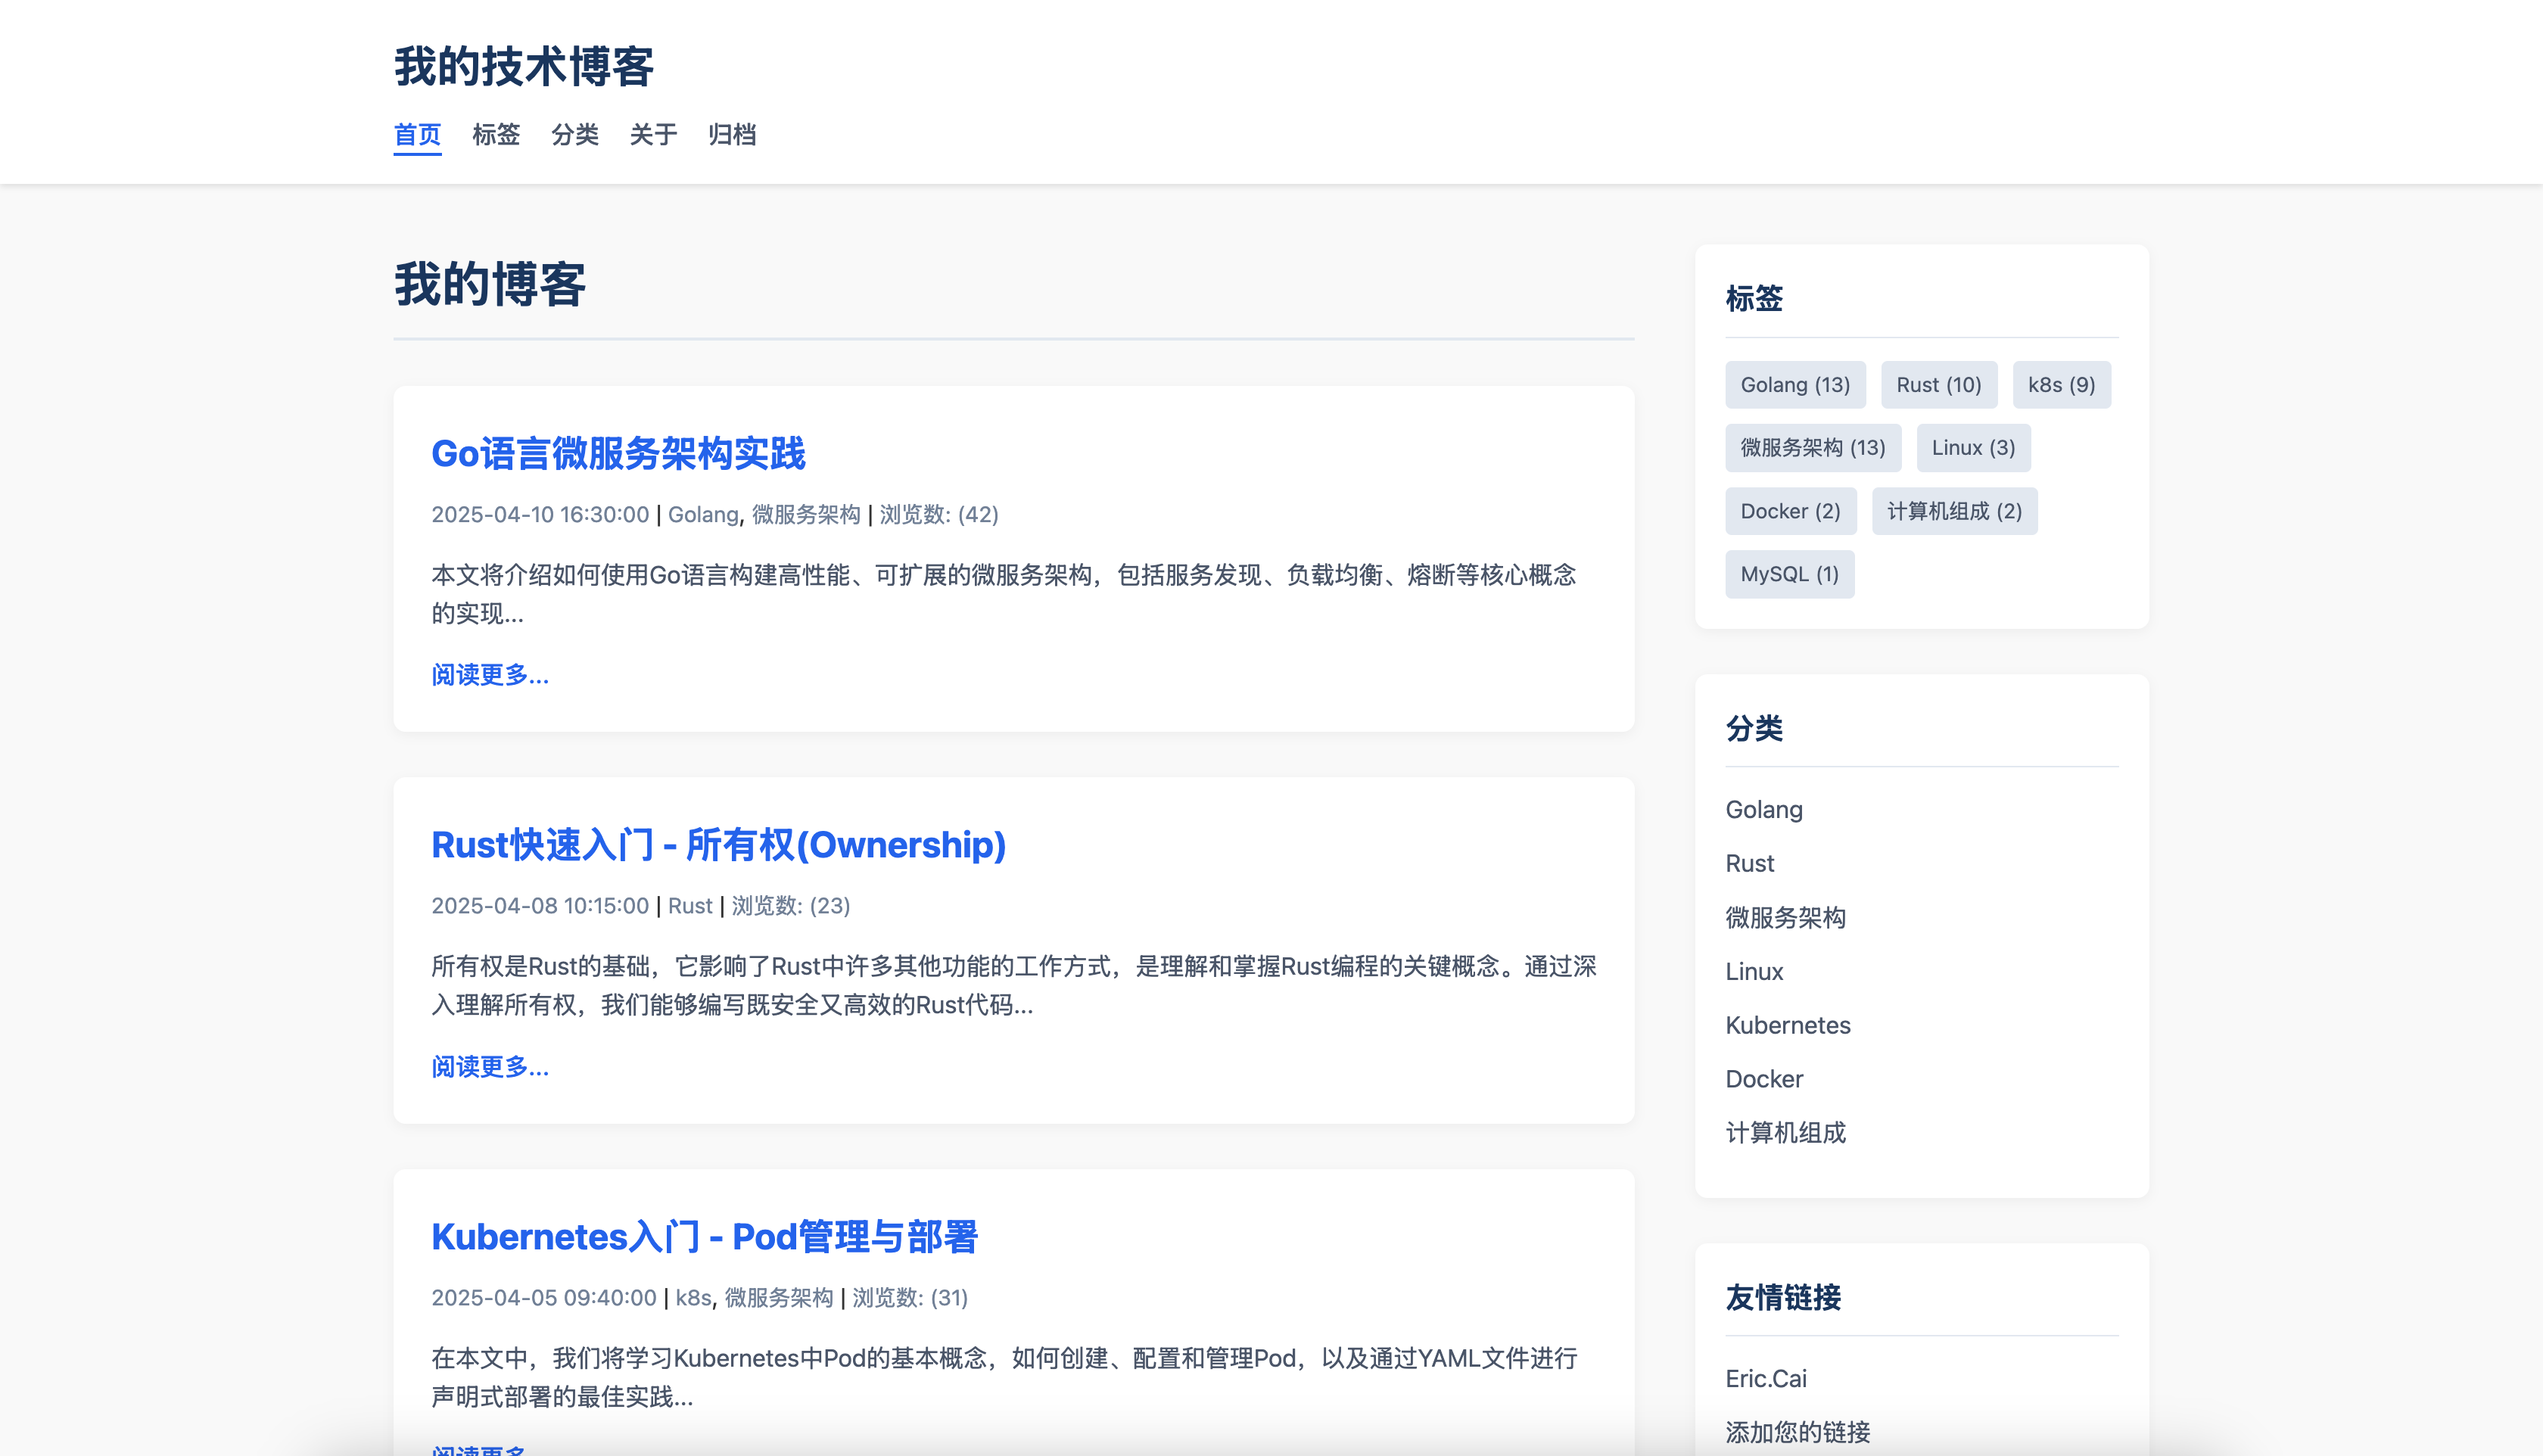 我的技术博客
首页 标签 分类 关于 归档
我的博客
Go语言微服务架构实践
2025-04-10 16:30:00 | Golang, 微服务架构 | 浏览数: (42)
本文将介绍如何使用Go语言构建高性能、可扩展的微服务架构，包括服务发现、负载均衡、熔断等核心概念
的实现...
阅读更多...
Rust快速入门 - 所有权(Ownership)
2025-04-08 10:15:00 | Rust | 浏览数: (23)
所有权是Rust的基础，它影响了Rust中许多其他功能的工作方式，是理解和掌握Rust编程的关键概念。通过深
入理解所有权，我们能够编写既安全又高效的Rust代码...
阅读更多...
Kubernetes入门 - Pod管理与部署
2025-04-05 09:40:00 | k8s, 微服务架构 | 浏览数: (31)
在本文中，我们将学习Kubernetes中Pod的基本概念，如何创建、配置和管理Pod，以及通过YAML文件进行
声明式部署的最佳实践...
阅读更多
标签
Golang (13) Rust (10) k8s (9)
微服务架构 (13) Linux (3)
Docker (2) 计算机组成 (2)
MySQL (1)
分类
Golang
Rust
微服务架构
Linux
Kubernetes
Docker
计算机组成
友情链接
Eric.Cai
添加您的链接